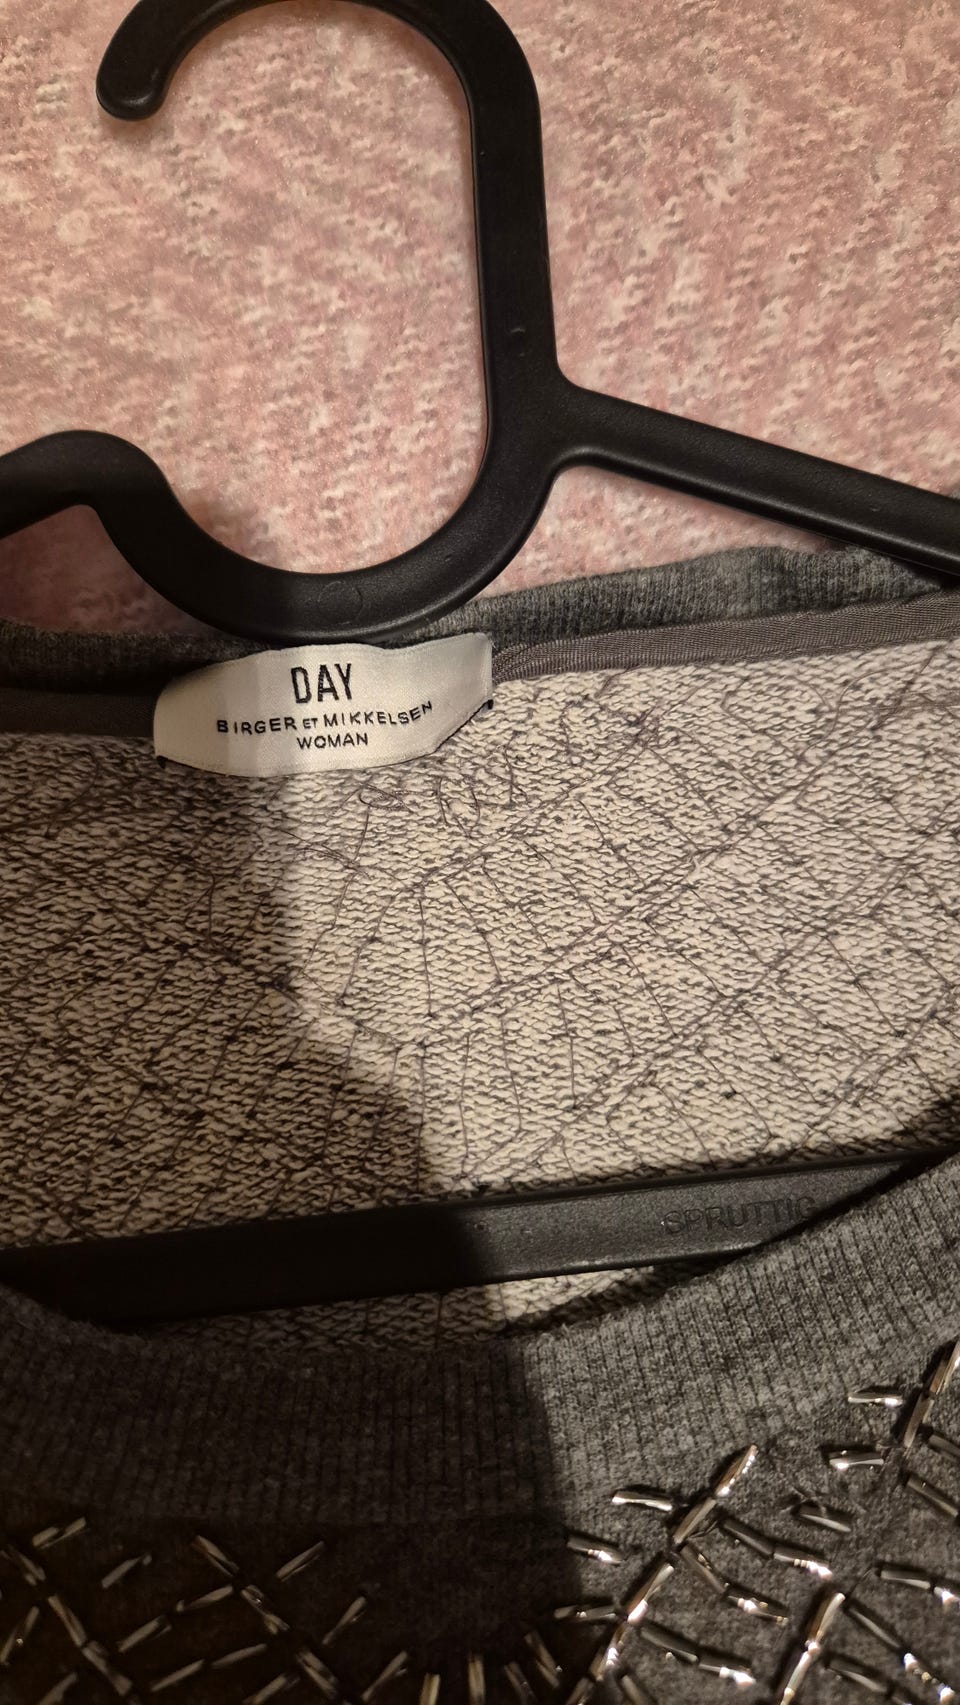 DAY
BIRGER ET MIKKELSEN
WOMAN
SPRUTTIG